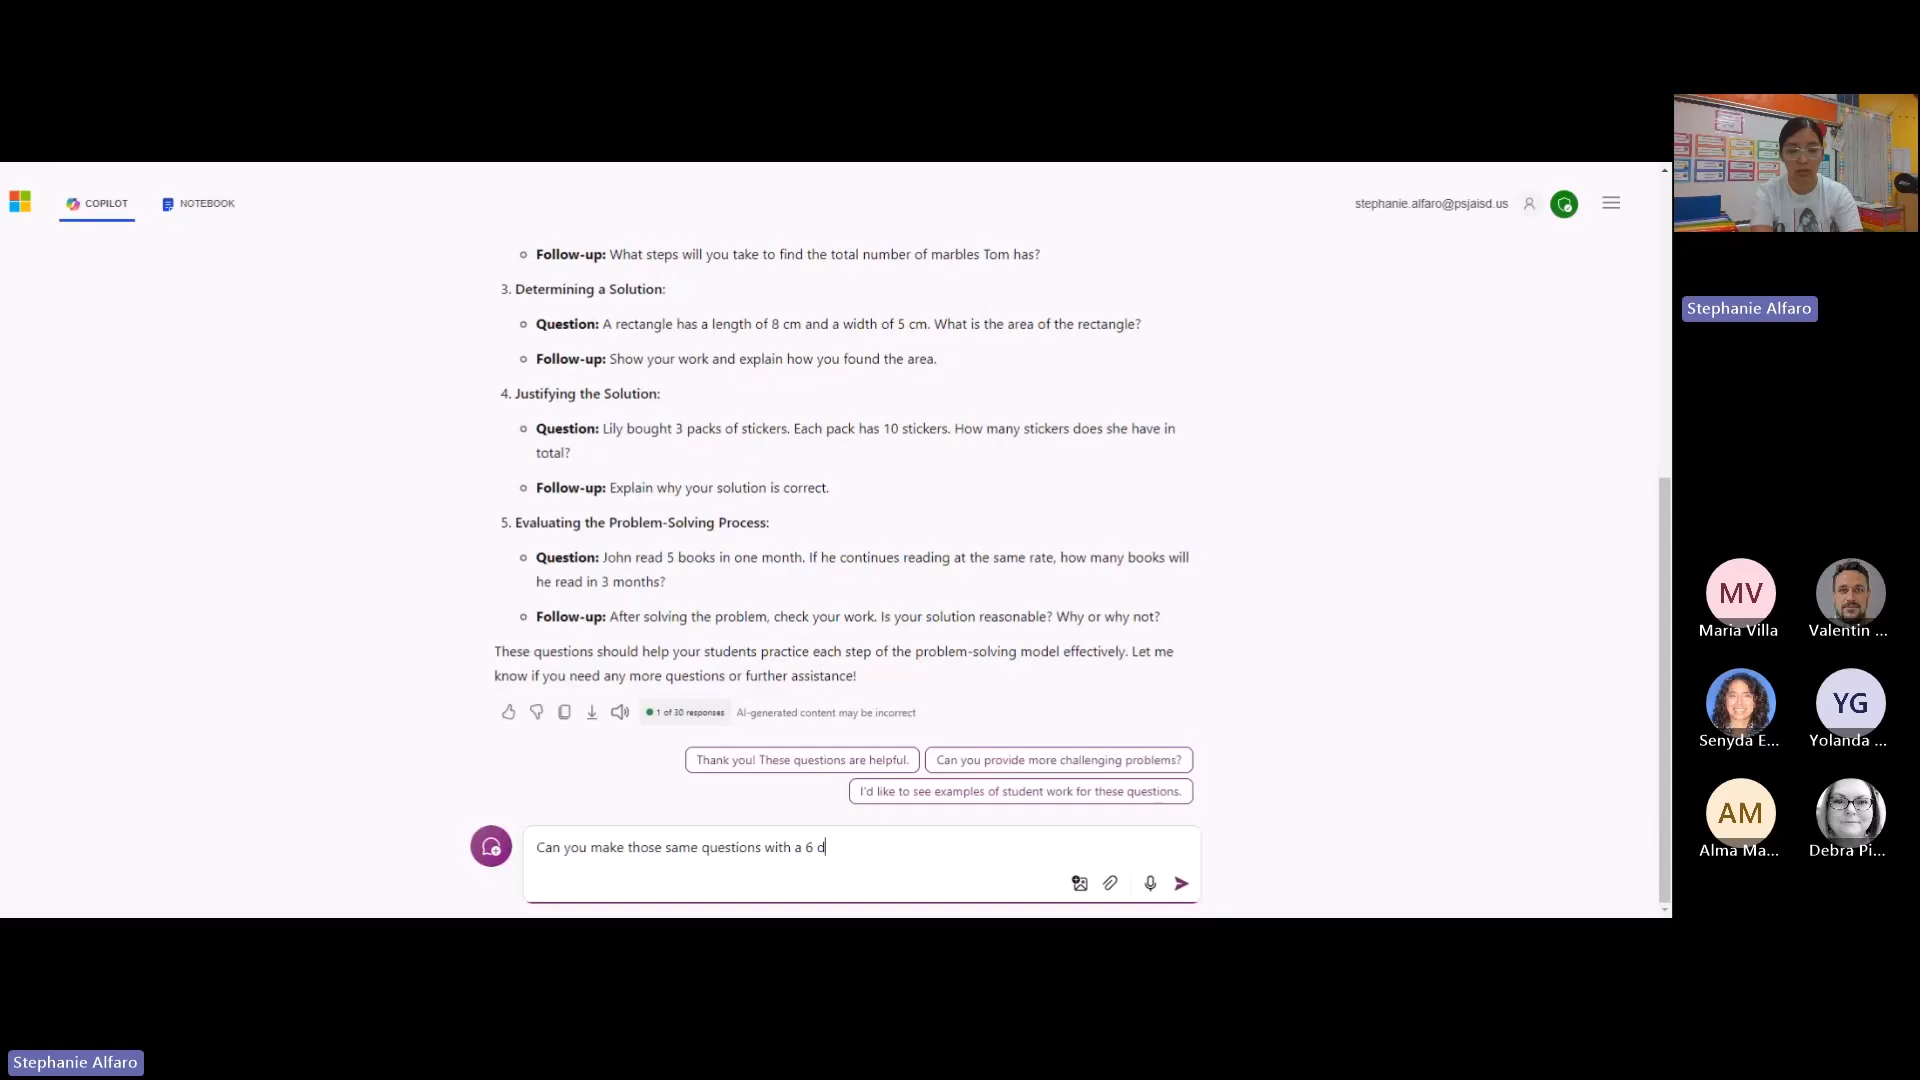 COPILOT
NOTEBOOK
stephanie.alfaro@psjaisd.us
Follow-up: What steps will you take to find the total number of marbles Tom has?
3. Determining a Solution:
Question: A rectangle has a length of 8 cm and a width of 5 cm. What is the area of the rectangle?
Follow-up: Show your work and explain how you found the area.
4. Justifying the Solution:
Question: Lily bought 3 packs of stickers. Each pack has 10 stickers. How many stickers does she have in
total?
Follow-up: Explain why your solution is correct.
5. Evaluating the Problem-Solving Process:
Question: John read 5 books in one month. If he continues reading at the same rate, how many books will
he read in 3 months?
Follow-up: After solving the problem, check your work. Is your solution reasonable? Why or why not?
These questions should help your students practice each step of the problem-solving model effectively. Let me
know if you need any more questions or further assistance!
1 of 30 responses
AI-generated content may be incorrect
Thank you! These questions are helpful.
Can you provide more challenging problems?
I'd like to see examples of student work for these questions.
Can you make those same questions with a 6 d
Stephanie Alfaro
MV
Maria Villa
Valentin ...
Senyda E...
YG
Yolanda ...
AM
Alma Ma...
Debra Pi...
Stephanie Alfaro